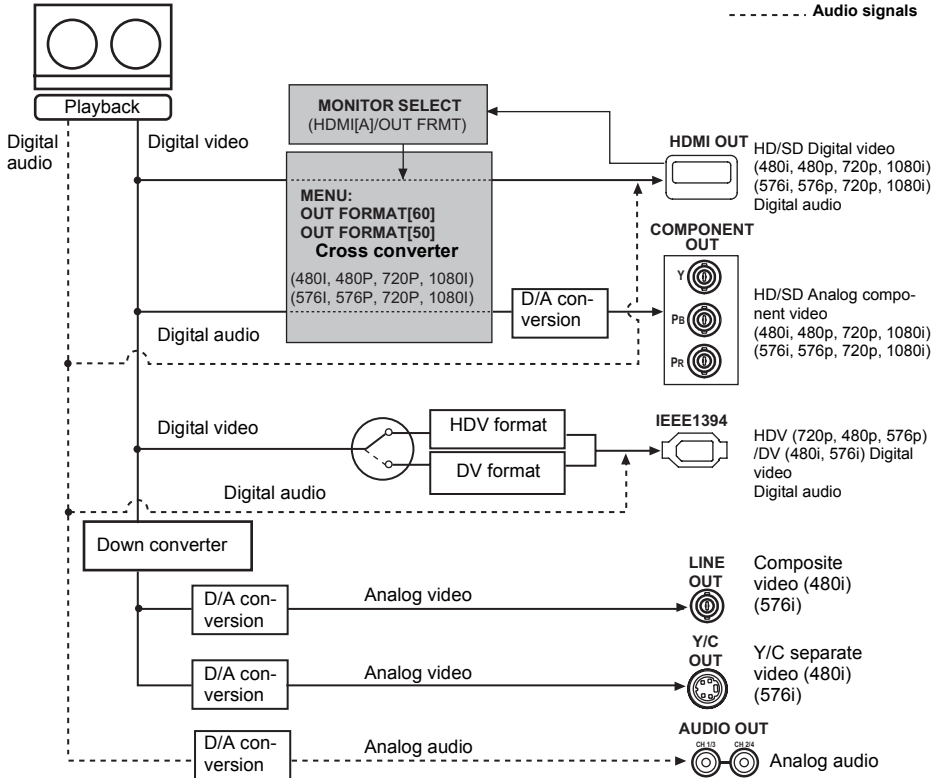 Audio signals
Playback
Digital
audio
Digital video
MONITOR SELECT
(HDMI[A]/OUT FRMT)
HDMI OUT
HD/SD Digital video
(480i, 480p, 720p, 1080i)
(576i, 576p, 720p, 1080i)
Digital audio
MENU:
OUT FORMAT[60]
OUT FORMAT[50]
Cross converter
(480I, 480P, 720P, 1080I)
(576I, 576P, 720P, 1080I)
COMPONENT
OUT
Y
PB
PR
D/A con-
version
HD/SD Analog compo-
nent video
(480i, 480p, 720p, 1080i)
(576i, 576p, 720p, 1080i)
Digital audio
Digital video
HDV format
DV format
IEEE1394
HDV (720p, 480p, 576p)
/DV (480i, 576i) Digital
video
Digital audio
Digital audio
Down converter
D/A con-
version
Analog video
LINE
OUT
Composite
video (480i)
(576i)
D/A con-
version
Analog video
Y/C
OUT
Y/C separate
video (480i)
(576i)
D/A con-
version
Analog audio
AUDIO OUT
CH 1/3 CH 2/4
Analog audio